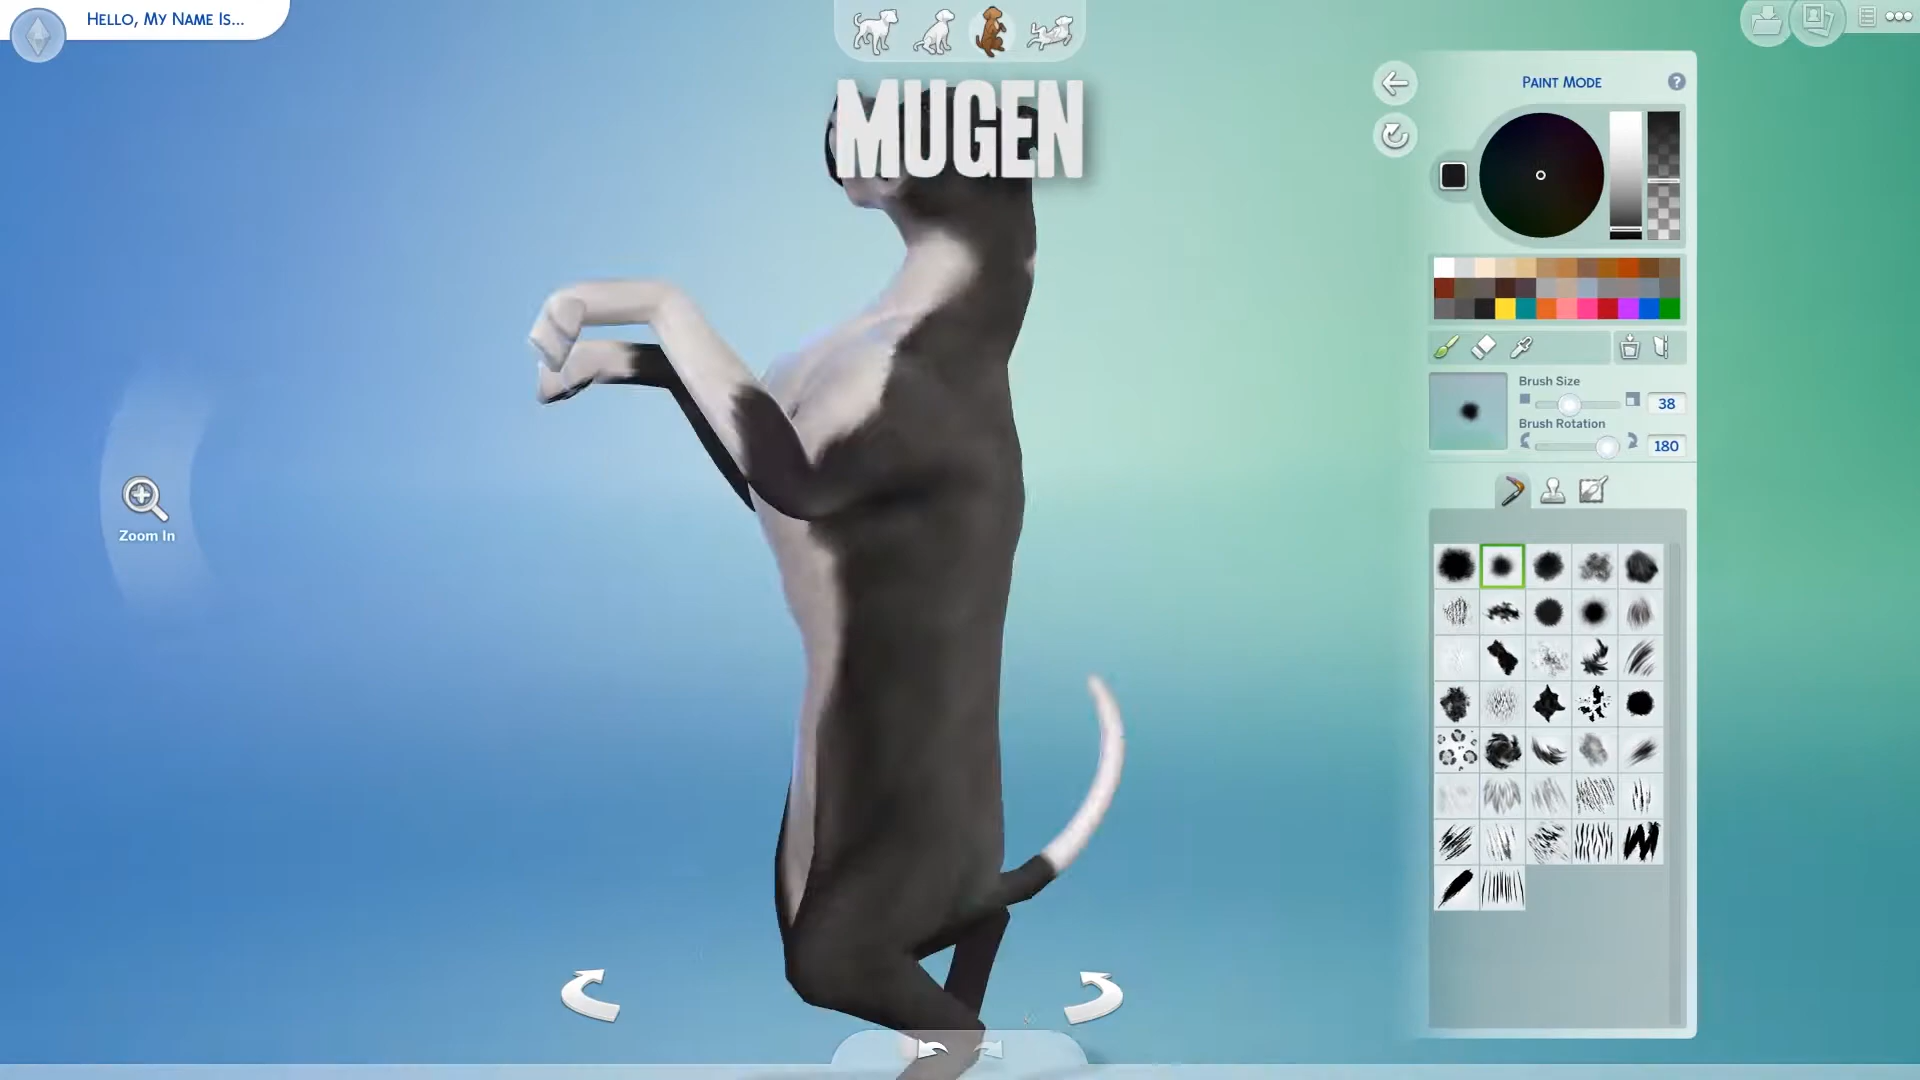 Hello, My Name Is...
MUGEN
Paint Mode
?
Brush Size
38
Brush Rotation
180
Zoom In